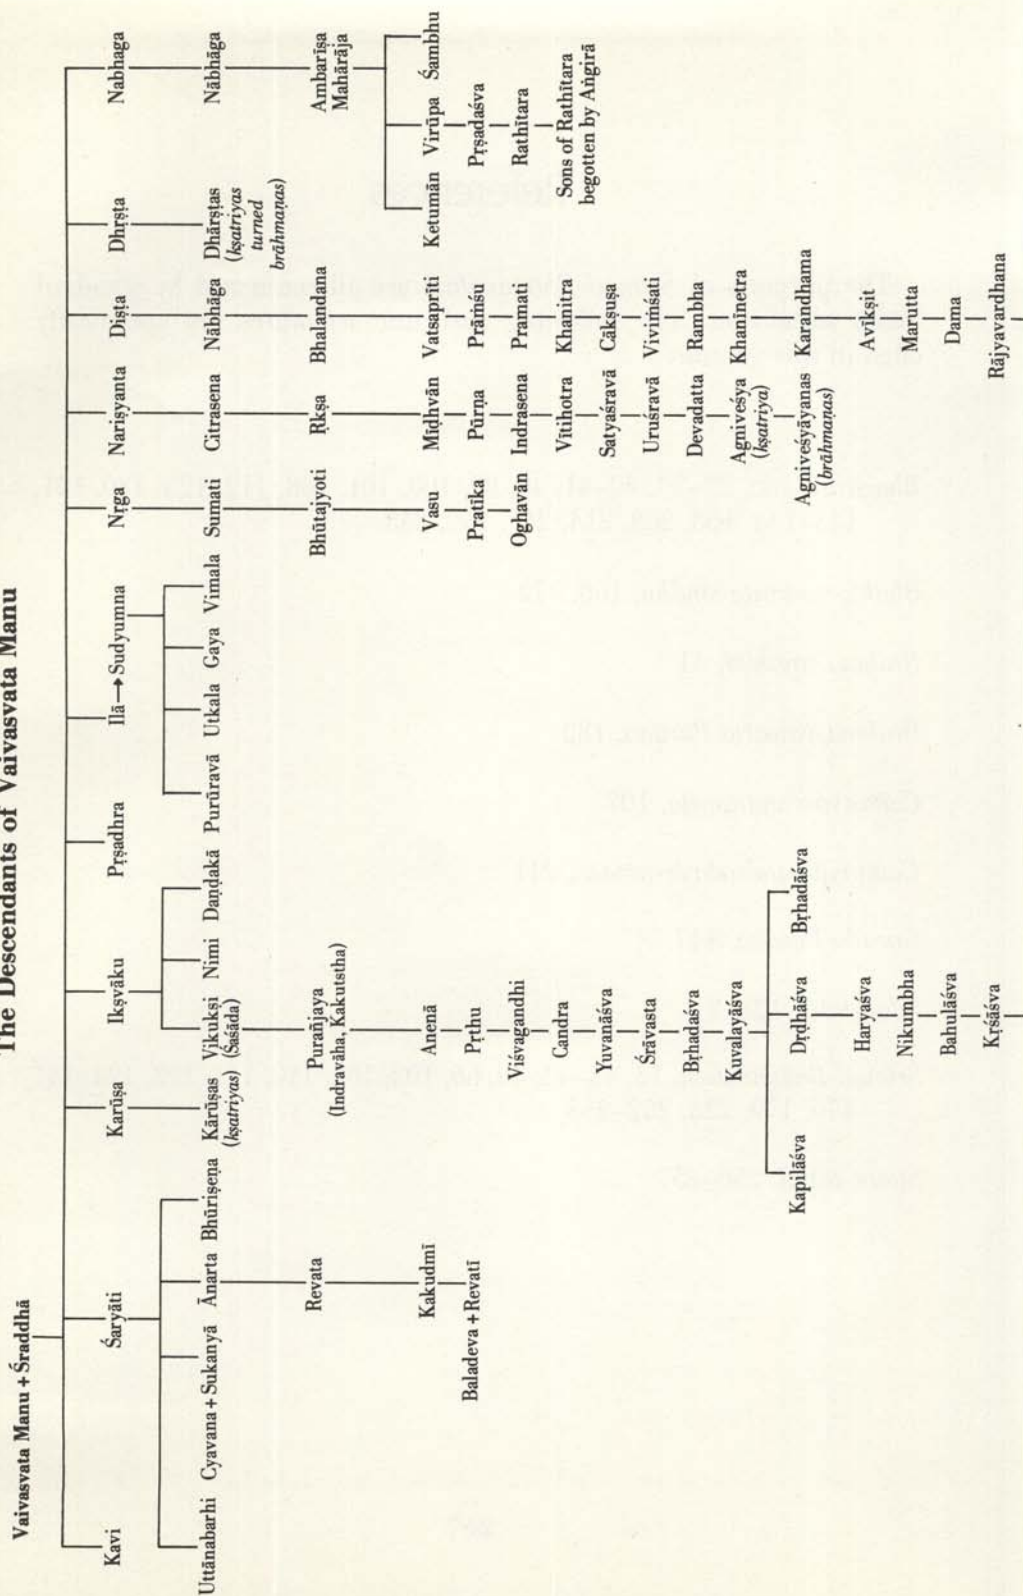 The Descendants of Vaivasvata Manu
Vaivasvata Manu + Śraddhā
Kavi Śaryāti Karūṣa Ikṣvāku Pṛṣadhra Ilā → Sudyumna Nṛga Nariṣyanta Diṣṭa Dhṛṣṭa Nabhaga
Uttānabarhi Cyavana + Sukanyā Ānarta Bhūriṣeṇa Kārūṣas Vikukṣi Nimi Daṇḍakā Purūravā Utkala Gaya Vimala Sumati Citrasena Nābhāga Dhārṣṭas Nābhāga
(kṣatriyas) (Śaśāda) (kṣatriyas
turned
brāhmaṇas)
Revata Purañjaya Bhūtajyoti Ṛkṣa Bhalandana Ambarīṣa
(Indravāha, Kakutstha) Mahārāja
Kakudmī Anenā Vasu Mīḍhvān Vatsaprīti Ketumān Virūpa Śambhu
Baladeva + Revatī Pṛthu Pratīka Pūrṇa Prāṁśu Pṛṣadaśva
Viśvagandhi Oghavān Indrasena Pramati Rathītara
Candra Vītihotra Khanitra Sons of Rathītara
begotten by Aṅgirā
Yuvanāśva Satyaśravā Cākṣuṣa
Śrāvasta Uruśravā Viviṁśati
Bṛhadaśva Devadatta Rambha
Kuvalayāśva Agniveśya Khanīnetra
(kṣatriya)
Kapilāśva Dṛḍhāśva Bṛhadāśva Agniveśyāyanas Karandhama
(brāhmaṇas)
Haryaśva Avīkṣit
Nikumbha Marutta
Bahulāśva Dama
Kṛśāśva Rājyavardhana